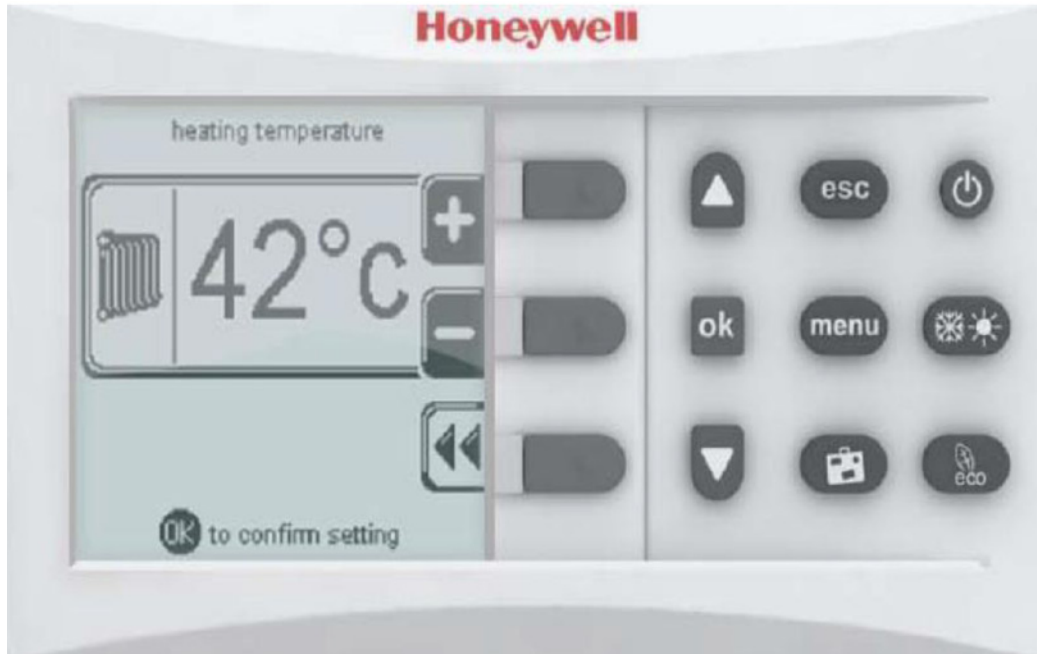 Honeywell
heating temperature
42°c
esc
ok
menu
eco
OK to confirm setting